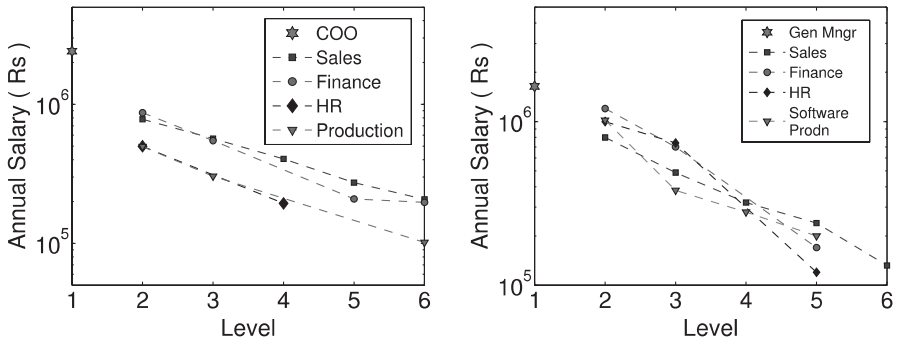 COO
Sales
Finance
HR
Production
10^6
10^5
Annual Salary ( Rs )
1 2 3 4 5 6
Level
Gen Mngr
Sales
Finance
HR
Software
Prodn
10^6
10^5
Annual Salary ( Rs )
1 2 3 4 5 6
Level